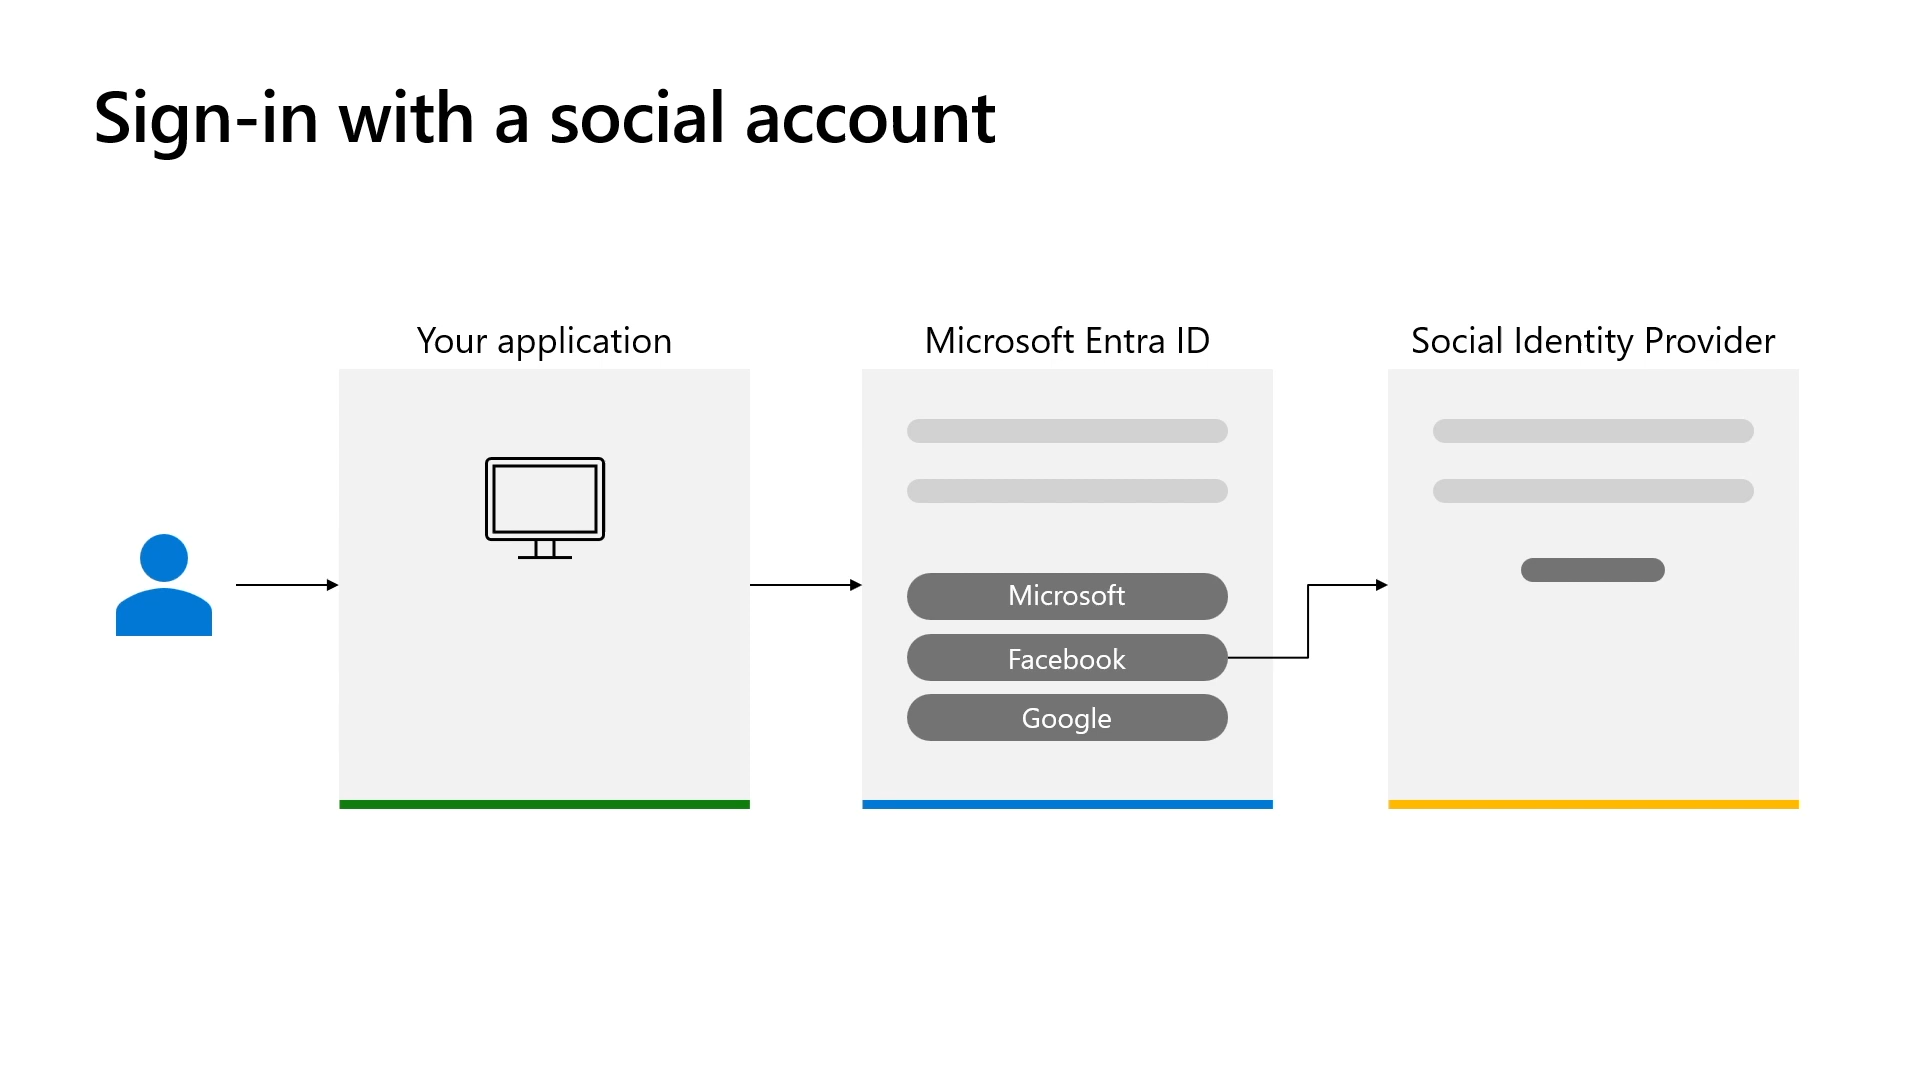 Sign-in with a social account
Your application
Microsoft Entra ID
Social Identity Provider
Microsoft
Facebook
Google